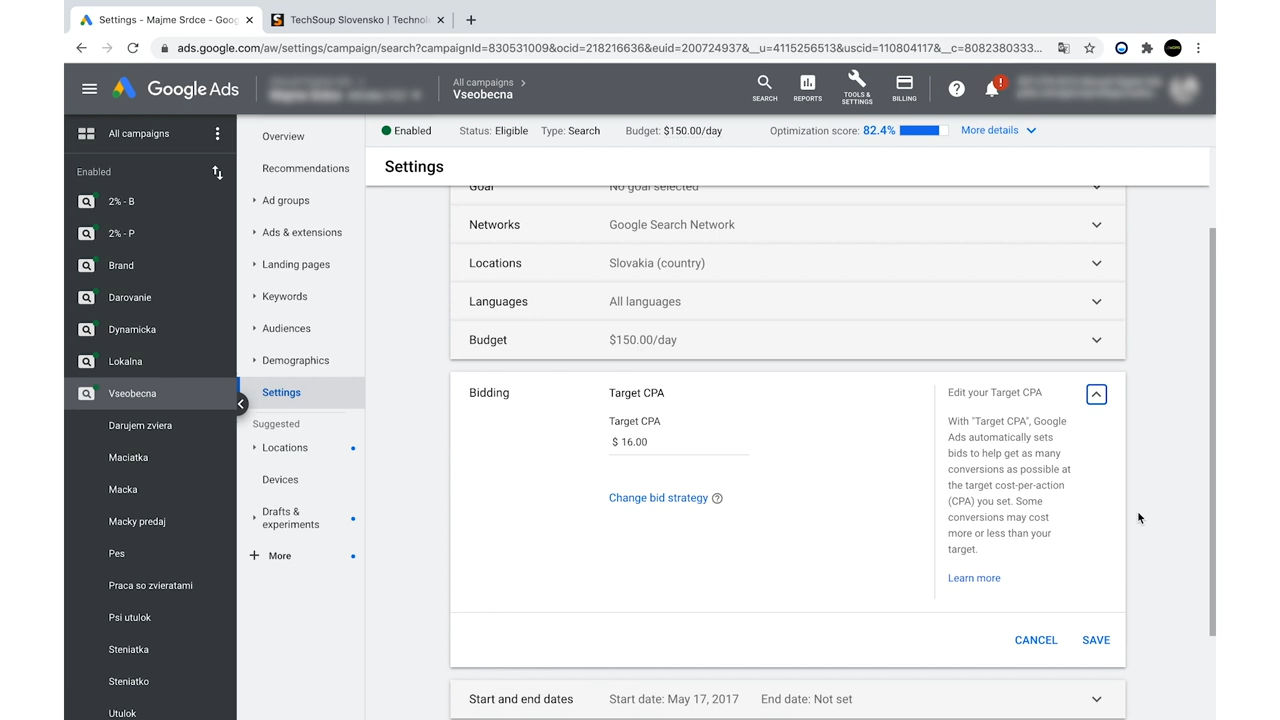 Settings - Majme Srdce - Goog
TechSoup Slovensko | Technol
ads.google.com/aw/settings/campaign/search?campaignId=830531009&ocid=218216636&euid=200724937&__u=4115256513&uscid=110804117&__c=8082380333...
Google Ads
All campaigns
Vseobecna
SEARCH
REPORTS
TOOLS &
SETTINGS
BILLING
All campaigns
Enabled
2% - B
2% - P
Brand
Darovanie
Dynamicka
Lokalna
Vseobecna
Darujem zviera
Maciatka
Macka
Macky predaj
Pes
Praca so zvieratami
Psi utulok
Steniatka
Steniatko
Utulok
Overview
Recommendations
Ad groups
Ads & extensions
Landing pages
Keywords
Audiences
Demographics
Settings
Suggested
Locations
Devices
Drafts &
experiments
More
Enabled Status: Eligible Type: Search Budget: $150.00/day Optimization score: 82.4% More details
Settings
Goal No goal selected
Networks Google Search Network
Locations Slovakia (country)
Languages All languages
Budget $150.00/day
Bidding Target CPA
Target CPA
$ 16.00
Change bid strategy
Edit your Target CPA
With "Target CPA", Google
Ads automatically sets
bids to help get as many
conversions as possible at
the target cost-per-action
(CPA) you set. Some
conversions may cost
more or less than your
target.
Learn more
CANCEL SAVE
Start and end dates Start date: May 17, 2017 End date: Not set